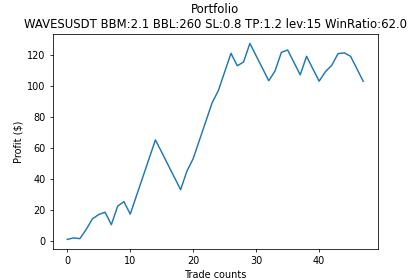 Portfolio
WAVESUSDT BBM:2.1 BBL:260 SL:0.8 TP:1.2 lev:15 WinRatio:62.0
120
100
80
60
40
20
0
Profit ($)
0 10 20 30 40
Trade counts